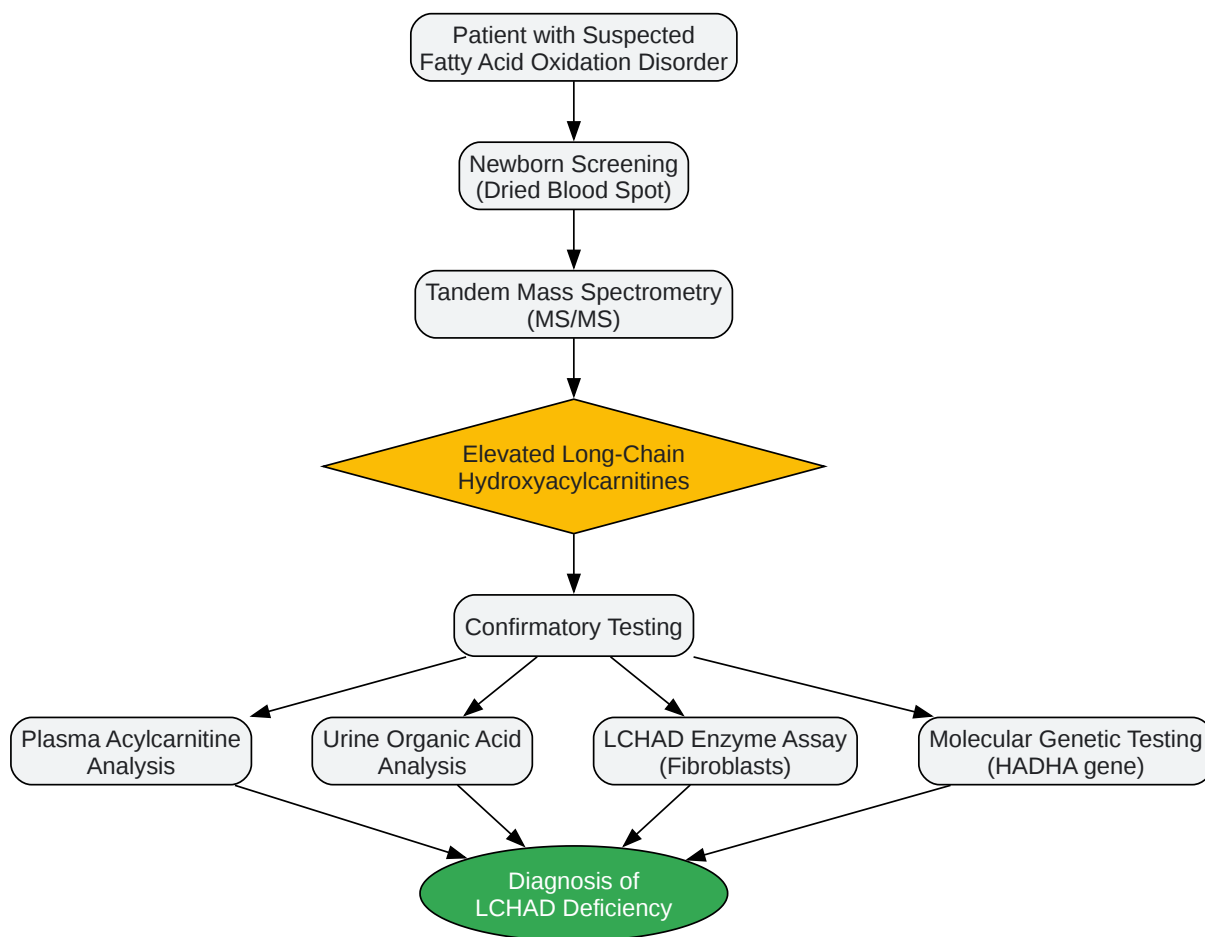 Patient with Suspected
Fatty Acid Oxidation Disorder
Newborn Screening
(Dried Blood Spot)
Tandem Mass Spectrometry
(MS/MS)
Elevated Long-Chain
Hydroxyacylcarnitines
Confirmatory Testing
Plasma Acylcarnitine
Analysis
Urine Organic Acid
Analysis
LCHAD Enzyme Assay
(Fibroblasts)
Molecular Genetic Testing
(HADHA gene)
Diagnosis of
LCHAD Deficiency